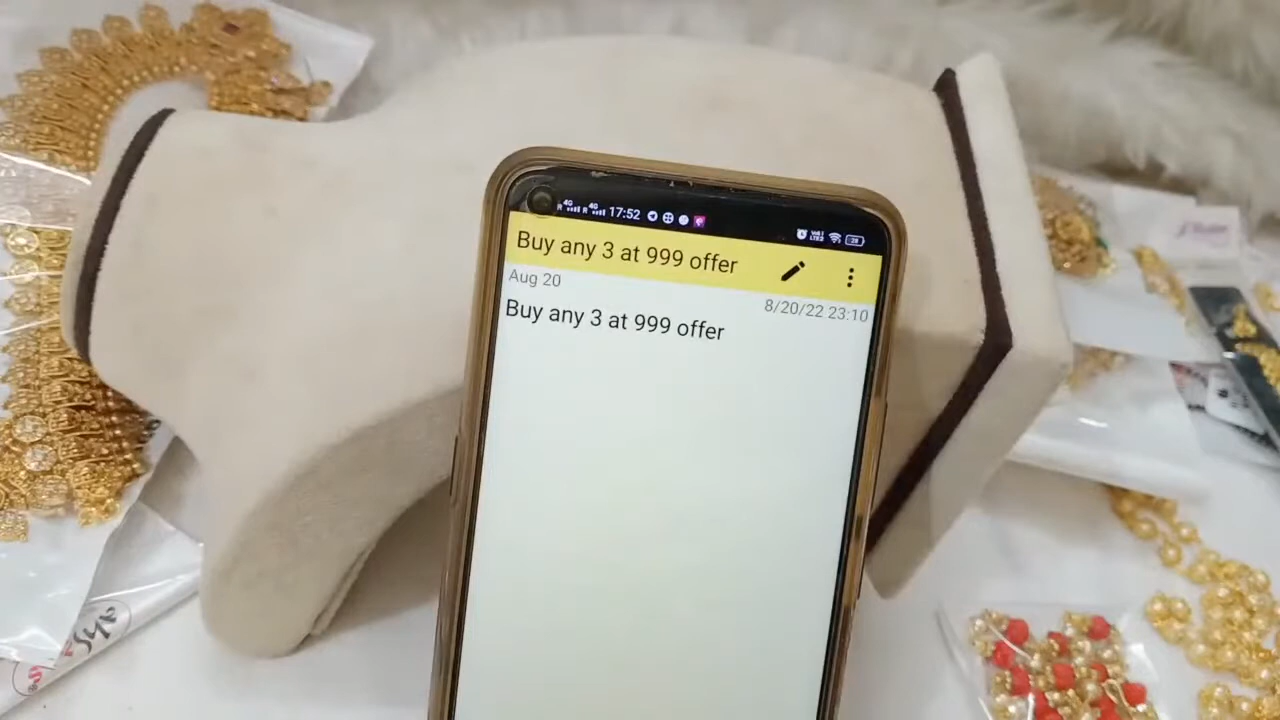 17:52
Buy any 3 at 999 offer
Aug 20
8/20/22 23:10
Buy any 3 at 999 offer